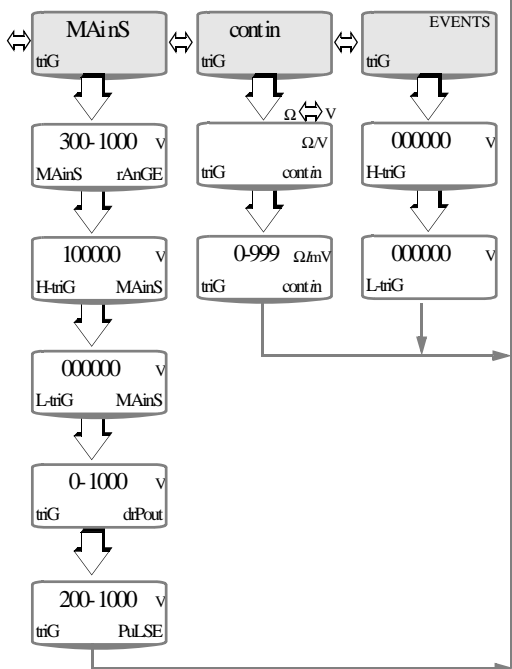 MAinS
triG
300-1000 V
MAinS rAnGE
100000 V
H-triG MAinS
000000 V
L-triG MAinS
0-1000 V
triG drPout
200-1000 V
triG PuLSE
contin
triG
Ω V
Ω/V
triG contin
0-999 Ω/mV
triG contin
EVENTS
triG
000000 V
H-triG
000000 V
L-triG